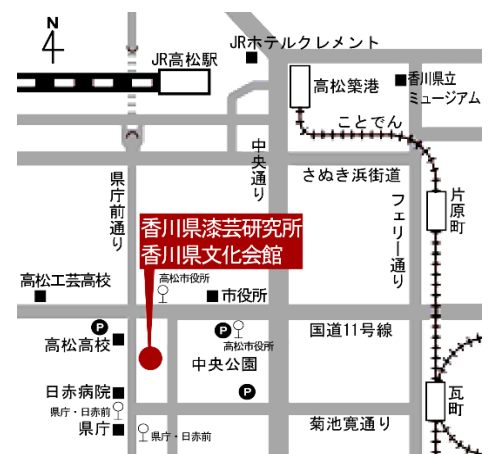 N
JRホテルクレメント
JR高松駅
高松築港
香川県立
ミュージアム
ことでん
中央通り
さぬき浜街道
県庁前通り
フェリー通り
片原町
香川県漆芸研究所
香川県文化会館
高松工芸高校
高松市役所
市役所
P
高松高校
P
高松市役所
国道11号線
中央公園
日赤病院
P
瓦町
県庁・日赤前
県庁
県庁・日赤前
菊池寛通り